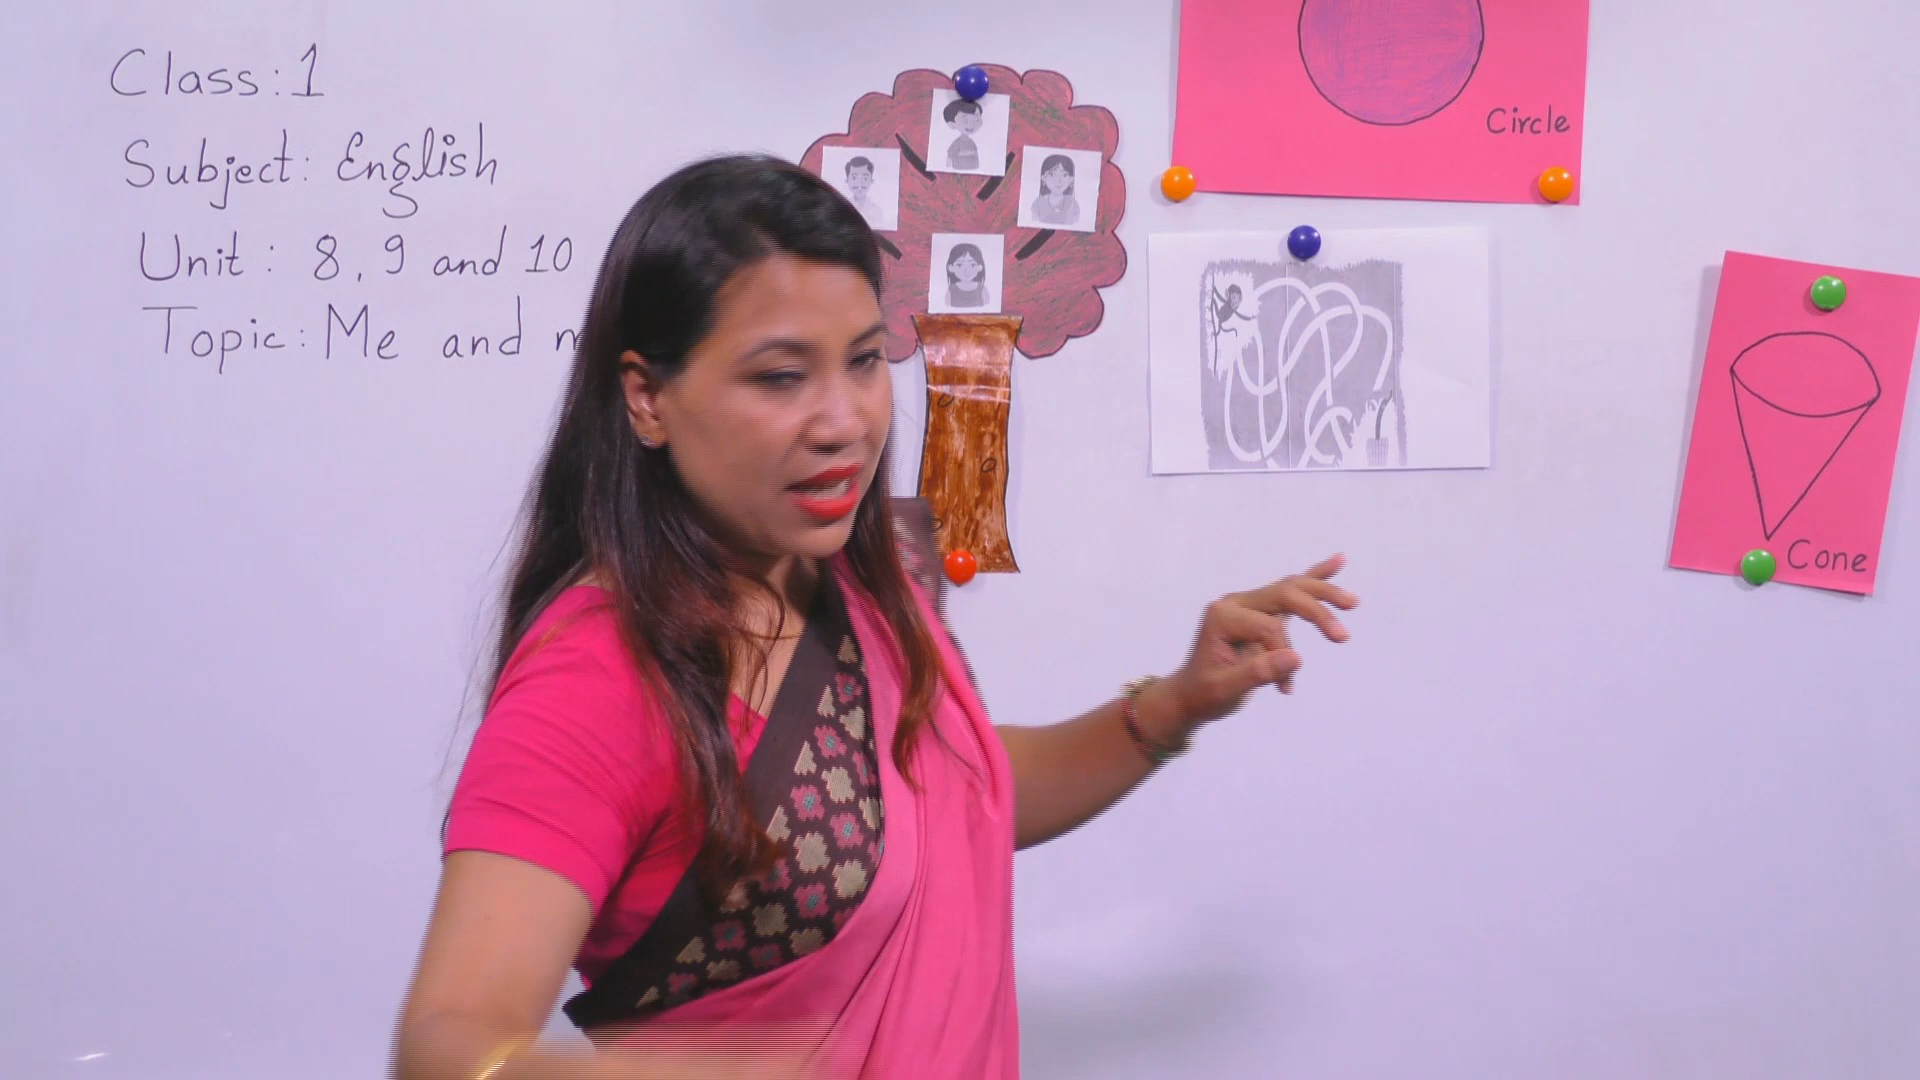 Class: 1
Subject: English
Unit: 8, 9 and 10
Topic: Me and
Circle
Cone